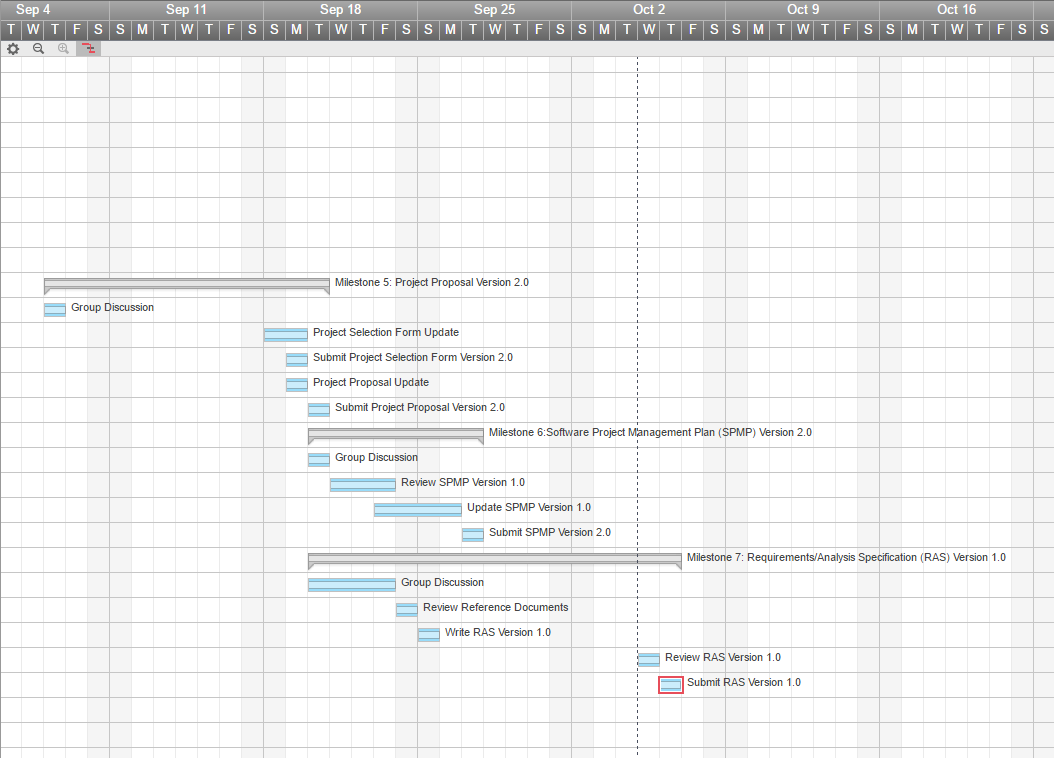 Sep 4 Sep 11 Sep 18 Sep 25 Oct 2 Oct 9 Oct 16
T W T F S S M T W T F S S M T W T F S S M T W T F S S M T W T F S S M T W T F S S M T W T F S S
Milestone 5: Project Proposal Version 2.0
Group Discussion
Project Selection Form Update
Submit Project Selection Form Version 2.0
Project Proposal Update
Submit Project Proposal Version 2.0
Milestone 6:Software Project Management Plan (SPMP) Version 2.0
Group Discussion
Review SPMP Version 1.0
Update SPMP Version 1.0
Submit SPMP Version 2.0
Milestone 7: Requirements/Analysis Specification (RAS) Version 1.0
Group Discussion
Review Reference Documents
Write RAS Version 1.0
Review RAS Version 1.0
Submit RAS Version 1.0